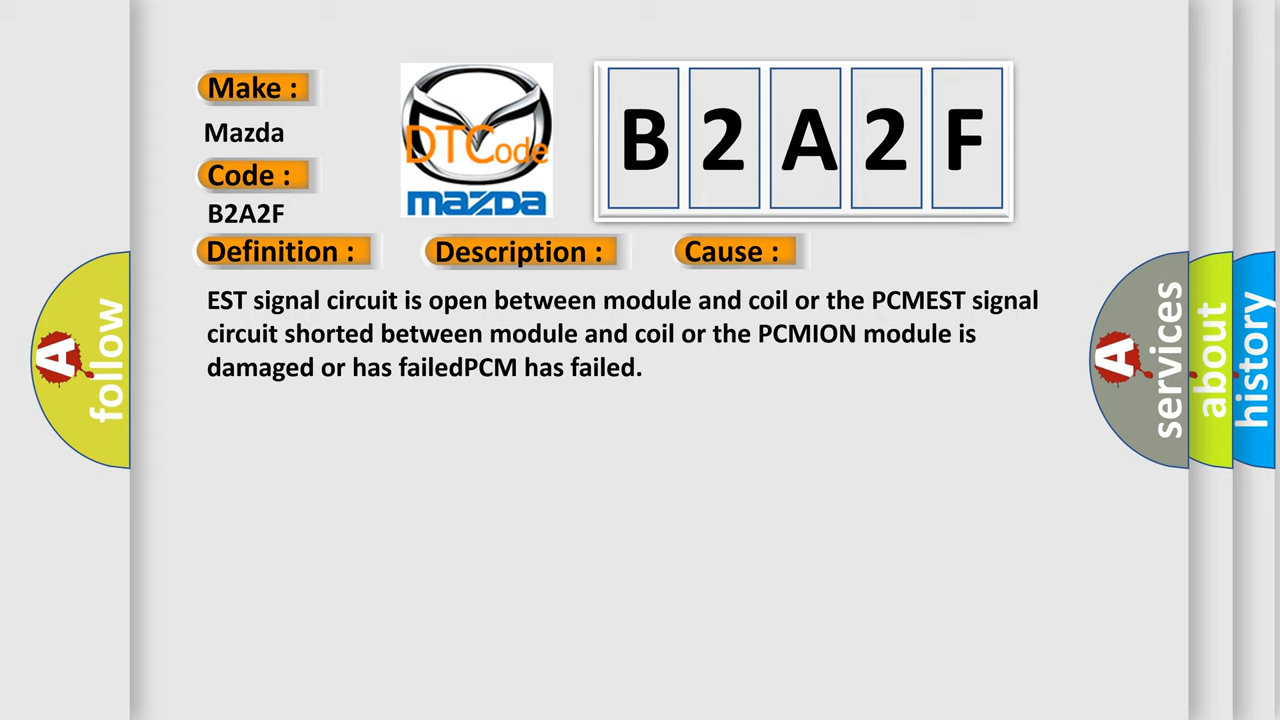 Make :
Mazda
Code :
B2A2F
DTCode
mazDa
B 2 A 2 F
Definition :
Description :
Cause :
EST signal circuit is open between module and coil or the PCMEST signal
circuit shorted between module and coil or the PCMION module is
damaged or has failedPCM has failed.
A follow
A services
about
history